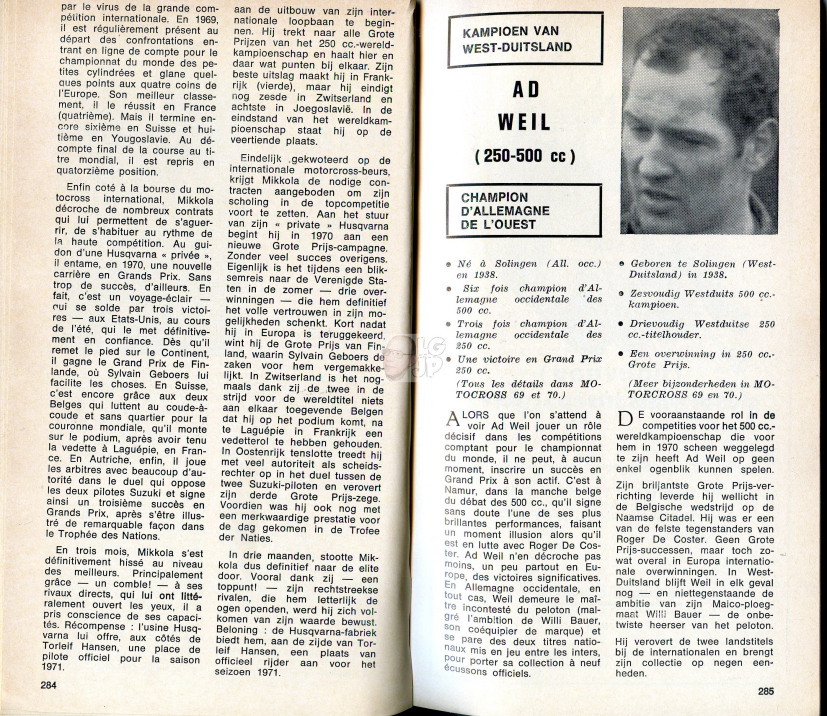 par le virus de la grande com-
pétition internationale. En 1969,
il est régulièrement présent au
départ des confrontations en-
trant en ligne de compte pour le
championnat du monde des pe-
tites cylindrées et glane quel-
ques points aux quatre coins de
l'Europe. Son meilleur classe-
ment, il le réussit en France
(quatrième). Mais il termine en-
core sixième en Suisse et hui-
tième en Yougoslavie. Au dé-
compte final de la course au ti-
tre mondial, il est repris en
quatorzième position.
Enfin coté à la bourse du mo-
tocross international, Mikkola
décroche de nombreux contrats
qui lui permettent de s'aguer-
rir, de s'habituer au rythme de
la haute compétition. Au gui-
don d'une Husqvarna « privée »,
il entame, en 1970, une nouvelle
carrière en Grands Prix. Sans
trop de succès, d'ailleurs. En
fait, c'est un voyage-éclair —
qui se solde par trois victoi-
res — aux Etats-Unis, au cours
de l'été, qui le met définitive-
ment en confiance. Dès qu'il
remet le pied sur le Continent,
il gagne le Grand Prix de Fin-
lande, où Sylvain Geboers lui
facilite les choses. En Suisse,
c'est encore grâce aux deux
Belges qui luttent au coude-à-
coude et sans quartier pour la
couronne mondiale, qu'il monte
sur le podium, après avoir tenu
la vedette à Laguépie, en Fran-
ce. En Autriche, enfin, il joue
les arbitres avec beaucoup d'au-
torité dans le duel qui oppose
les deux pilotes Suzuki et signe
ainsi un troisième succès en
Grands Prix, après s'être illus-
tré de remarquable façon dans
le Trophée des Nations.
En trois mois, Mikkola s'est
définitivement hissé au niveau
des meilleurs. Principalement
grâce — un comble! — à ses
rivaux directs, qui lui ont litté-
ralement ouvert les yeux, il a
pris conscience de ses capaci-
tés. Récompense : l'usine Husq-
varna lui offre, aux côtés de
Torleif Hansen, une place de
pilote officiel pour la saison
1971.
284
aan de uitbouw van zijn inter-
nationale loopbaan te begin-
nen. Hij trekt naar alle Grote
Prijzen van het 250 cc.-wereld-
kampioenschap en haalt hier en
daar wat punten bij elkaar. Zijn
beste uitslag maakt hij in Frank-
rijk (vierde), maar hij eindigt
nog zesde in Zwitserland en
achtste in Joegoslavië. In de
eindstand van het wereldkam-
pioenschap staat hij op de
veertiende plaats.
Eindelijk gekwoteerd op de
internationale motorcross-beurs,
krijgt Mikkola de nodige con-
tracten aangeboden om zijn
scholing in de topcompetitie
voort te zetten. Aan het stuur
van zijn « private » Husqvarna
begint hij in 1970 aan een
nieuwe Grote Prijs-campagne.
Zonder veel succes overigens.
Eigenlijk is het tijdens een blik-
semreis naar de Verenigde Sta-
ten in de zomer — drie over-
winningen — die hem definitief
het volle vertrouwen in zijn mo-
gelijkheden schenkt. Kort nadat
hij in Europa is teruggekeerd,
wint hij de Grote Prijs van Fin-
land, waarin Sylvain Geboers de
zaken voor hem vergemakke-
lijkt. In Zwitserland is het nog-
maals dank zij de twee in de
strijd voor de wereldtitel niets
aan elkaar toegevende Belgen
dat hij op het podium komt, na
te Laguépie in Frankrijk een
vedetterol te hebben gehouden.
In Oostenrijk tenslotte treedt hij
met veel autoriteit als scheids-
rechter op in het duel tussen de
twee Suzuki-piloten en verovert
zijn derde Grote Prijs-zege.
Voordien was hij ook nog met
een merkwaardige prestatie voor
de dag gekomen in de Trofee
der Naties.
In drie maanden, stootte Mik-
kola dus definitief naar de elite
door. Vooral dank zij — een
toppunt! — zijn rechtstreekse
rivalen, die hem letterlijk de
ogen openden, werd hij zich vol-
komen van zijn waarde bewust.
Beloning : de Husqvarna-fabriek
biedt hem, aan de zijde van Tor-
leif Hansen, een plaats van
officieel rijder aan voor het
seizoen 1971.
KAMPIOEN VAN
WEST-DUITSLAND
AD
WEIL
(250-500 cc)
CHAMPION
D'ALLEMAGNE
DE L'OUEST
• Né à Solingen (All. occ.)
en 1938.
• Six fois champion d'Al-
lemagne occidentale des
500 cc.
• Trois fois champion d'Al-
lemagne occidentale des
250 cc.
• Une victoire en Grand Prix
250 cc.
(Tous les détails dans MO-
TOCROSS 69 et 70.)
ALORS que l'on s'attend à
voir Ad Weil jouer un rôle
décisif dans les compétitions
comptant pour le championnat
du monde, il ne peut, à aucun
moment, inscrire un succès en
Grand Prix à son actif. C'est à
Namur, dans la manche belge
du débat des 500 cc., qu'il signe
sans doute l'une de ses plus
brillantes performances, faisant
un moment illusion alors qu'il
est en lutte avec Roger De Cos-
ter. Ad Weil n'en décroche pas
moins, un peu partout en Eu-
rope, des victoires significatives.
En Allemagne occidentale, en
tout cas, Weil demeure le maî-
tre incontesté du peloton (mal-
gré l'ambition de Willi Bauer,
son coéquipier de marque) et
se pare des deux titres natio-
naux mis en jeu entre les inters,
pour porter sa collection à neuf
écussons officiels.
• Geboren te Solingen (West-
Duitsland) in 1938.
• Zesvoudig Westduits 500 cc.-
kampioen.
• Drievoudig Westduitse 250
cc.-titelhouder.
• Een overwinning in 250 cc.-
Grote Prijs.
(Meer bijzonderheden in MO-
TORCROSS 69 en 70.)
DE vooraanstaande rol in de
competities voor het 500 cc.-
wereldkampioenschap die voor
hem in 1970 scheen weggelegd
te zijn heeft Ad Weil op geen
enkel ogenblik kunnen spelen.
Zijn briljantste Grote Prijs-ver-
richting leverde hij wellicht in
de Belgische wedstrijd op de
Naamse Citadel. Hij was er een
van de felste tegenstanders van
Roger De Coster. Geen Grote
Prijs-successen, maar toch zo-
wat overal in Europa internatio-
nale overwinningen. In West-
Duitsland blijft Weil in elk geval
nog — en niettegenstaande de
ambitie van zijn Maico-ploeg-
maat Willi Bauer — de onbe-
twiste heerser van het peloton.
Hij verovert de twee landstitels
bij de internationalen en brengt
zijn collectie op negen een-
heden.
285